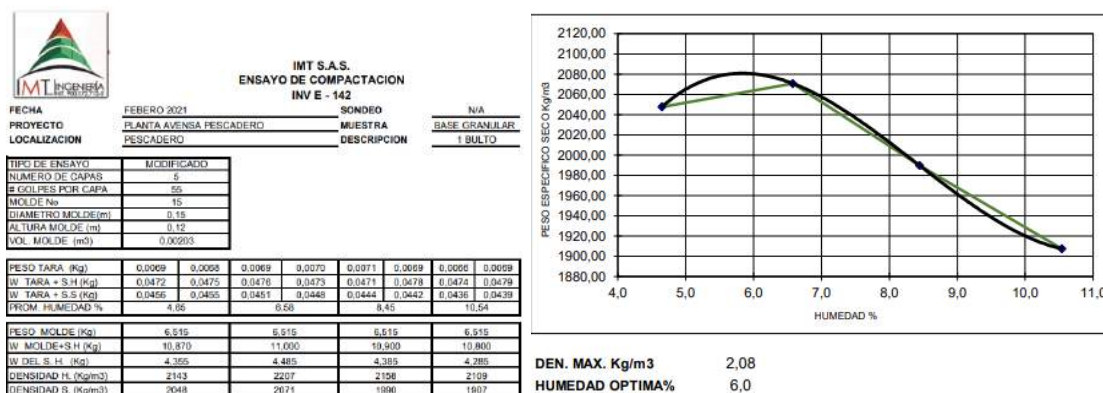 IMT INGENIERÍA
IMT S.A.S.
ENSAYO DE COMPACTACION
INV E - 142
FECHA FEBERO 2021 SONDEO N/A
PROYECTO PLANTA AVENSA PESCADERO MUESTRA BASE GRANULAR
LOCALIZACION PESCADERO DESCRIPCION 1 BULTO
TIPO DE ENSAYO MODIFICADO
NUMERO DE CAPAS 5
# GOLPES POR CAPA 55
MOLDE No 15
DIAMETRO MOLDE(m) 0,15
ALTURA MOLDE (m) 0,12
VOL. MOLDE (m3) 0,00203
PESO TARA (Kg) 0,0069 0,0068 0,0069 0,0070 0,0071 0,0069 0,0066 0,0069
W TARA + S.H (Kg) 0,0472 0,0475 0,0476 0,0473 0,0471 0,0478 0,0474 0,0479
W TARA + S.S (Kg) 0,0456 0,0455 0,0451 0,0448 0,0444 0,0442 0,0436 0,0439
PROM. HUMEDAD % 4,65 6,58 8,45 10,54
PESO MOLDE (Kg) 6,515 6,515 6,515 6,515
W MOLDE+S.H (Kg) 10,870 11,000 10,900 10,800
W DEL S. H. (Kg) 4,355 4,485 4,385 4,285
DENSIDAD H. (Kg/m3) 2143 2207 2158 2109
DENSIDAD S. (Kg/m3) 2048 2071 1990 1907
PESO ESPECIFICO SECO Kg/m3
2120,00
2100,00
2080,00
2060,00
2040,00
2020,00
2000,00
1980,00
1960,00
1940,00
1920,00
1900,00
1880,00
4,0 5,0 6,0 7,0 8,0 9,0 10,0 11,0
HUMEDAD %
DEN. MAX. Kg/m3 2,08
HUMEDAD OPTIMA% 6,0